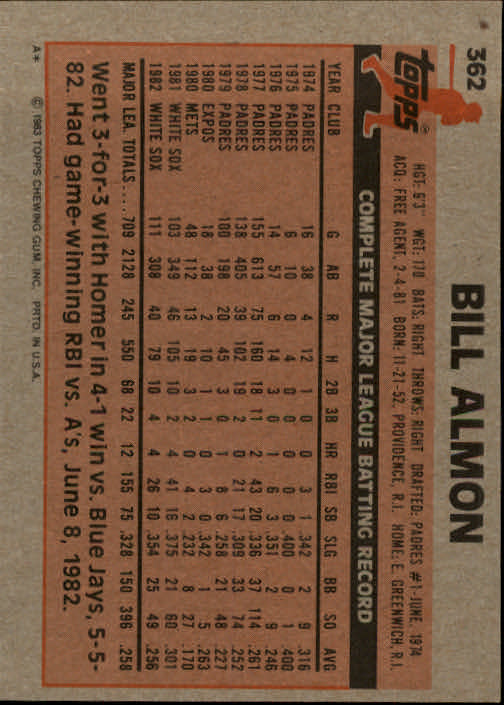 362
topps®
BILL ALMON
HGT: 6'3" WGT: 170 BATS: RIGHT THROWS: RIGHT DRAFTED: PADRES #1-JUNE, 1974
ACQ: FREE AGENT, 2-4-81 BORN: 11-21-52, PROVIDENCE, R.I. HOME: E. GREENWICH, R.I.
COMPLETE MAJOR LEAGUE BATTING RECORD
YEAR CLUB G AB R H 2B 3B HR RBI SB SLG BB SO AVG
1974 PADRES 16 38 4 12 1 0 0 3 1 .342 2 9 .316
1975 PADRES 6 10 0 4 0 0 0 0 0 .400 0 1 .400
1976 PADRES 14 57 6 14 3 0 1 6 3 .351 2 9 .246
1977 PADRES 155 613 75 160 18 11 2 43 20 .336 37 114 .261
1978 PADRES 138 405 39 102 19 2 0 21 17 .309 33 74 .252
1979 PADRES 100 198 20 45 3 0 1 8 6 .258 21 48 .227
1980 EXPOS 18 38 2 10 1 1 0 3 0 .342 1 5 .263
1980 METS 48 112 13 19 3 2 0 4 2 .232 8 27 .170
1981 WHITE SOX 103 349 46 105 10 2 4 41 16 .375 21 60 .301
1982 WHITE SOX 111 308 40 79 10 4 4 26 10 .354 25 49 .256
MAJOR LEA. TOTALS.... 709 2128 245 550 68 22 12 155 75 .328 150 396 .258
Went 3-for-3 with Homer in 4-1 win vs. Blue Jays, 5-5-
82. Had game-winning RBI vs. A's, June 8, 1982.
A* © 1983 TOPPS CHEWING GUM, INC. PRTD. IN U.S.A.